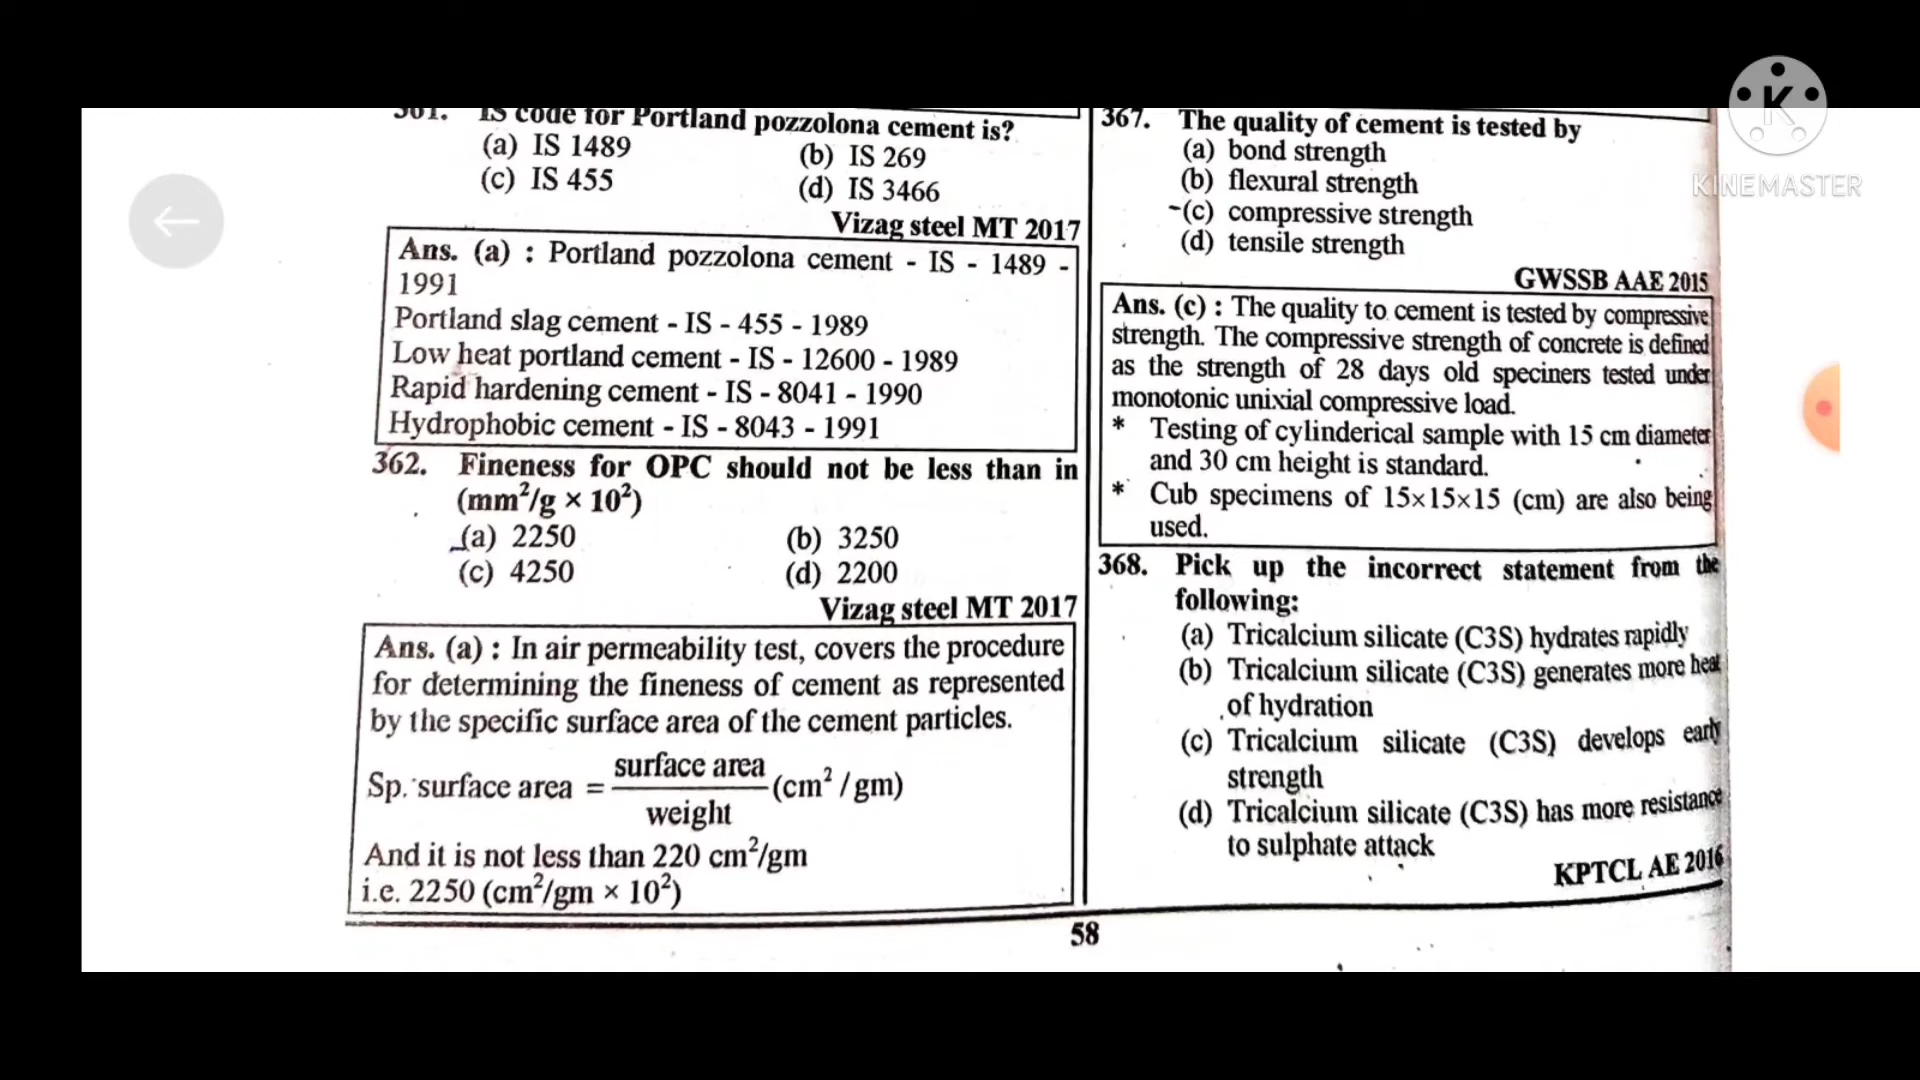 361. IS code for Portland pozzolona cement is?
(a) IS 1489 (b) IS 269
(c) IS 455 (d) IS 3466
Vizag steel MT 2017
Ans. (a) : Portland pozzolona cement - IS - 1489 -
1991
Portland slag cement - IS - 455 - 1989
Low heat portland cement - IS - 12600 - 1989
Rapid hardening cement - IS - 8041 - 1990
Hydrophobic cement - IS - 8043 - 1991
362. Fineness for OPC should not be less than in
(mm²/g × 10²)
(a) 2250 (b) 3250
(c) 4250 (d) 2200
Vizag steel MT 2017
Ans. (a) : In air permeability test, covers the procedure
for determining the fineness of cement as represented
by the specific surface area of the cement particles.
Sp. surface area = surface area / weight (cm² / gm)
And it is not less than 220 cm²/gm
i.e. 2250 (cm²/gm × 10²)
367. The quality of cement is tested by
(a) bond strength
(b) flexural strength
(c) compressive strength
(d) tensile strength
GWSSB AAE 2015
Ans. (c) : The quality to cement is tested by compressive
strength. The compressive strength of concrete is defined
as the strength of 28 days old speciners tested under
monotonic unixial compressive load.
* Testing of cylinderical sample with 15 cm diameter
and 30 cm height is standard.
* Cub specimens of 15×15×15 (cm) are also being
used.
368. Pick up the incorrect statement from the
following:
(a) Tricalcium silicate (C3S) hydrates rapidly
(b) Tricalcium silicate (C3S) generates more heat
of hydration
(c) Tricalcium silicate (C3S) develops early
strength
(d) Tricalcium silicate (C3S) has more resistance
to sulphate attack
KPTCL AE 2016
58
K
KINEMASTER